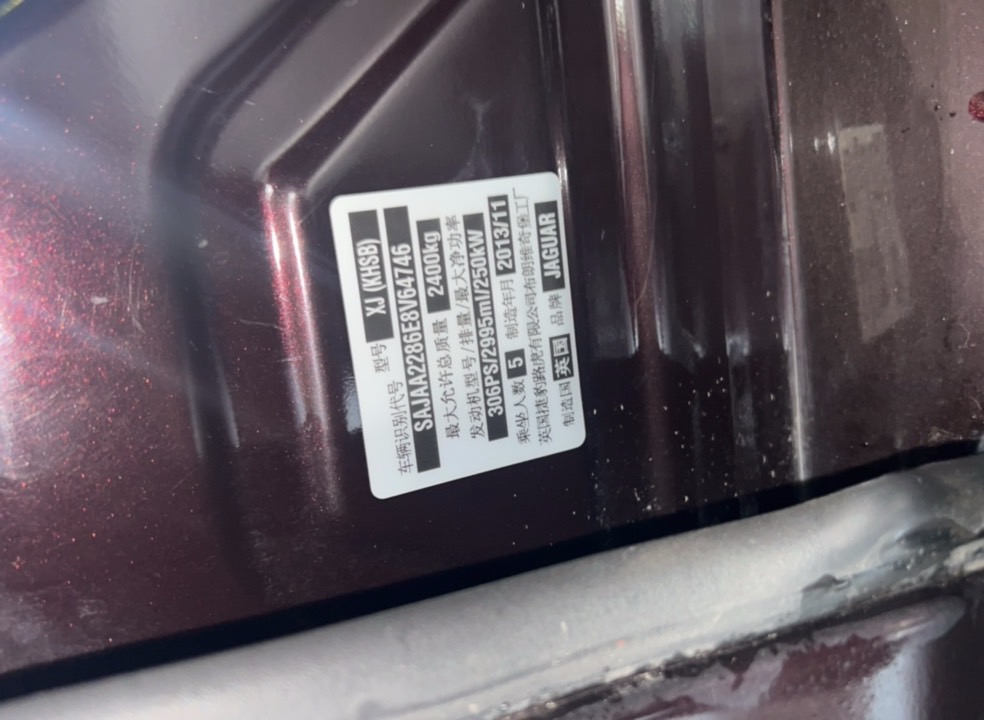 型号 XJ (KHSB)
车辆识别代号
SAJAA2286E8V64746
最大允许总质量 2400kg
发动机型号/排量/最大净功率
306PS/2995ml/250kW
乘坐人数 5 制造年月 2013/11
英国捷豹路虎有限公司布朗维奇堡工厂
制造国 英国 品牌 JAGUAR